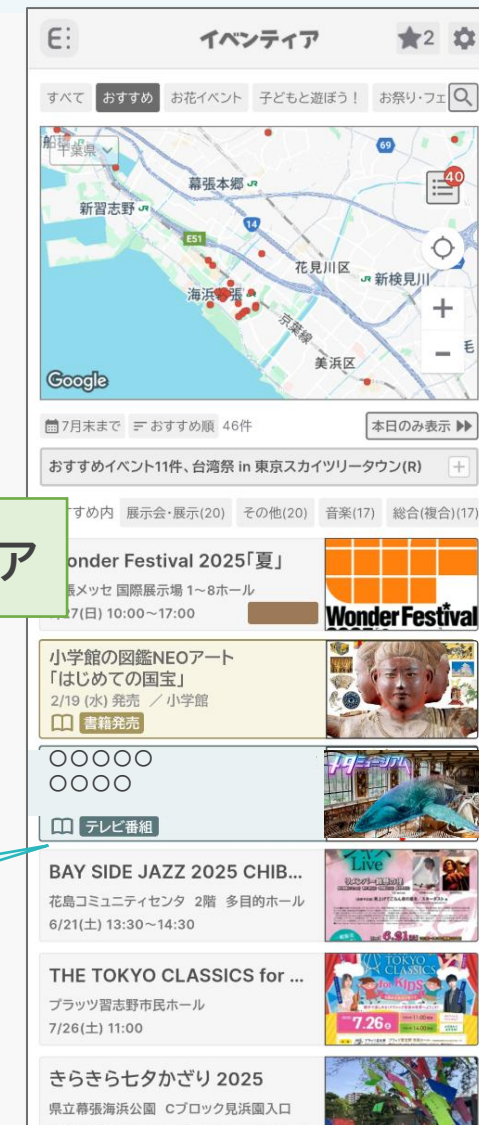 E:
イベンティア
★2
すべて おすすめ お花イベント 子どもと遊ぼう! お祭り・フェ
千葉県
69
40
幕張本郷
新習志野
14
E51
花見川区
新検見川
海浜幕張
京葉線
美浜区
毛
Google
7月末まで おすすめ順 46件
本日のみ表示
おすすめイベント11件、台湾祭 in 東京スカイツリータウン(R)
すめ内 展示会・展示(20) その他(20) 音楽(17) 総合(複合)(17)
ア
onder Festival 2025「夏」
張メッセ 国際展示場 1～8ホール
27(日) 10:00～17:00
Wonder Festival
小学館の図鑑NEOアート
「はじめての国宝」
2/19 (水) 発売 / 小学館
書籍発売
○○○○○
○○○○
テレビ番組
BAY SIDE JAZZ 2025 CHIB...
花島コミュニティセンタ 2階 多目的ホール
6/21(土) 13:30～14:30
Live
6.21
THE TOKYO CLASSICS for ...
プラッツ習志野市民ホール
7/26(土) 11:00
TOKYO
CLASSICS
for KIDS
7.26
きらきら七夕かざり 2025
県立幕張海浜公園 Cブロック見浜園入口